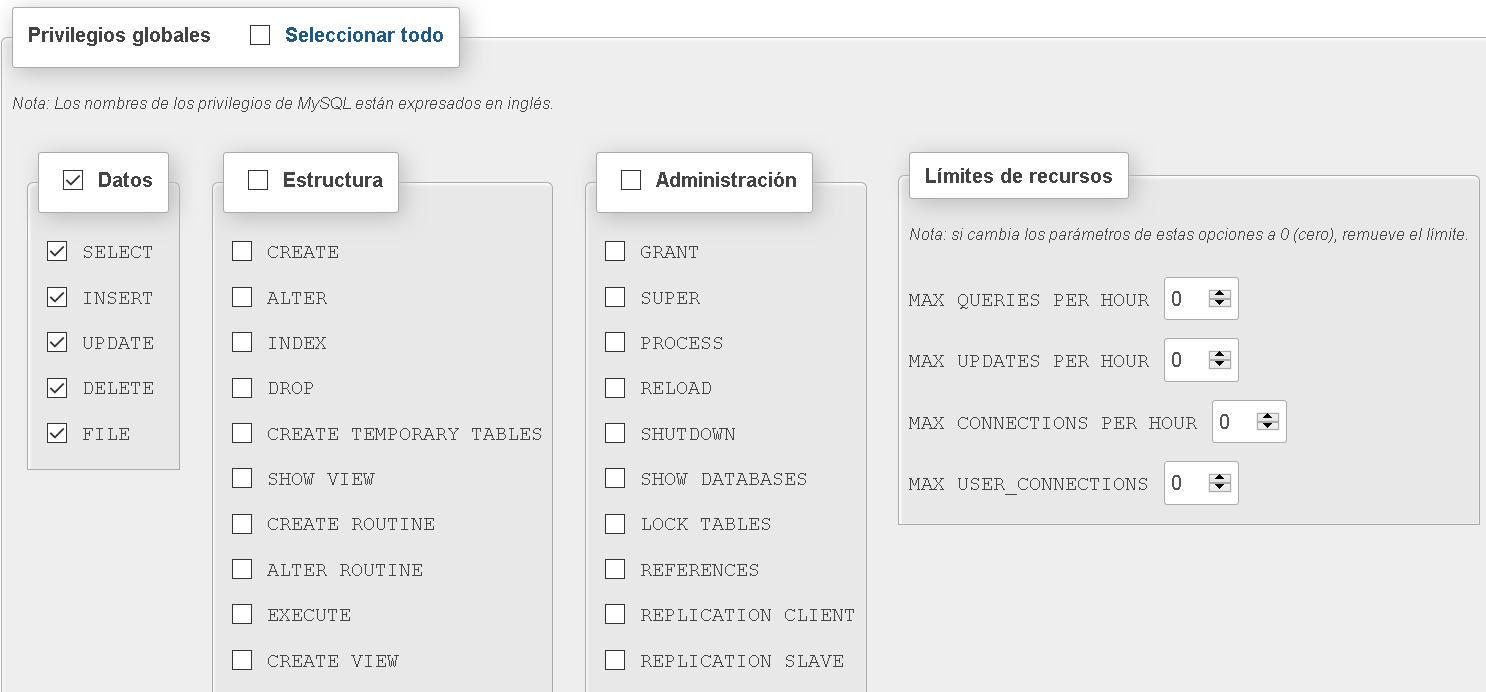 Privilegios globales Seleccionar todo
Nota: Los nombres de los privilegios de MySQL están expresados en inglés.
Datos
SELECT
INSERT
UPDATE
DELETE
FILE
Estructura
CREATE
ALTER
INDEX
DROP
CREATE TEMPORARY TABLES
SHOW VIEW
CREATE ROUTINE
ALTER ROUTINE
EXECUTE
CREATE VIEW
Administración
GRANT
SUPER
PROCESS
RELOAD
SHUTDOWN
SHOW DATABASES
LOCK TABLES
REFERENCES
REPLICATION CLIENT
REPLICATION SLAVE
Límites de recursos
Nota: si cambia los parámetros de estas opciones a 0 (cero), remueve el límite.
MAX QUERIES PER HOUR 0
MAX UPDATES PER HOUR 0
MAX CONNECTIONS PER HOUR 0
MAX USER_CONNECTIONS 0